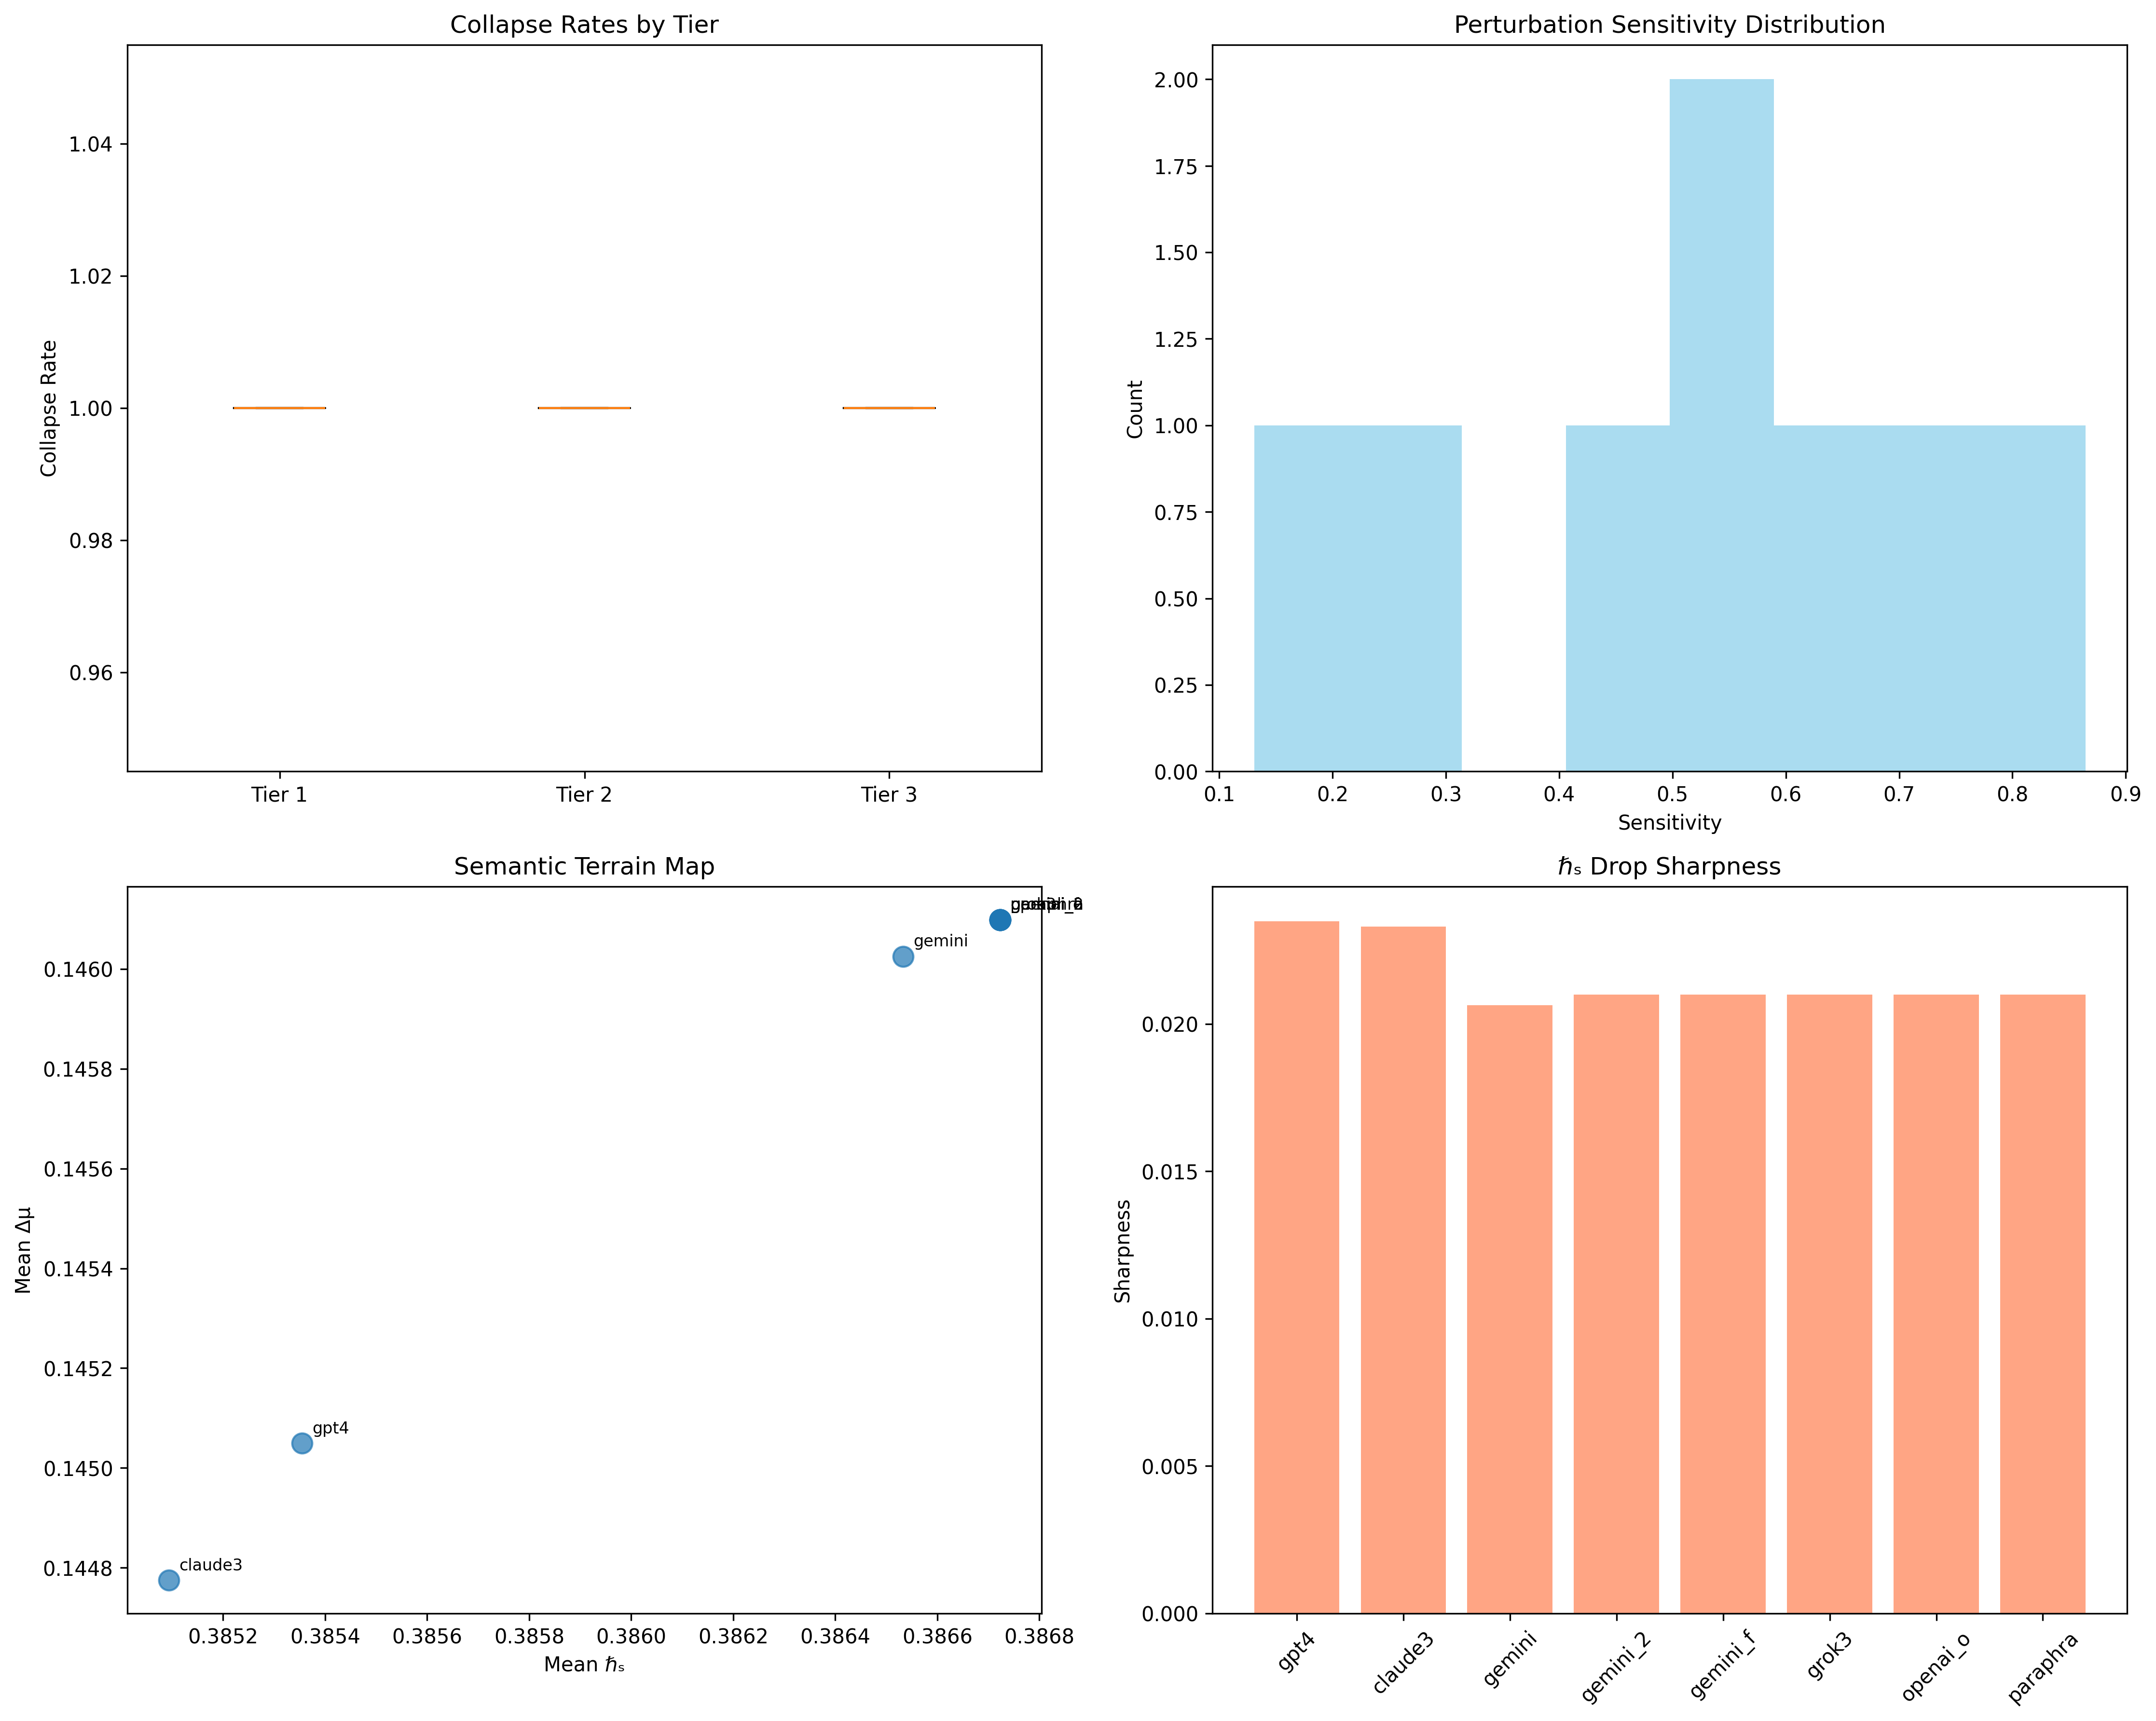 Collapse Rates by Tier
Collapse Rate
1.04
1.02
1.00
0.98
0.96
Tier 1 Tier 2 Tier 3
Perturbation Sensitivity Distribution
Count
2.00
1.75
1.50
1.25
1.00
0.75
0.50
0.25
0.00
0.1 0.2 0.3 0.4 0.5 0.6 0.7 0.8 0.9
Sensitivity
Semantic Terrain Map
Mean Δμ
0.1460
0.1458
0.1456
0.1454
0.1452
0.1450
0.1448
gemini
gpt4
claude3
0.3852 0.3854 0.3856 0.3858 0.3860 0.3862 0.3864 0.3866 0.3868
Mean ℏₛ
ℏₛ Drop Sharpness
Sharpness
0.020
0.015
0.010
0.005
0.000
gpt4 claude3 gemini gemini_2 gemini_f grok3 openai_o paraphra